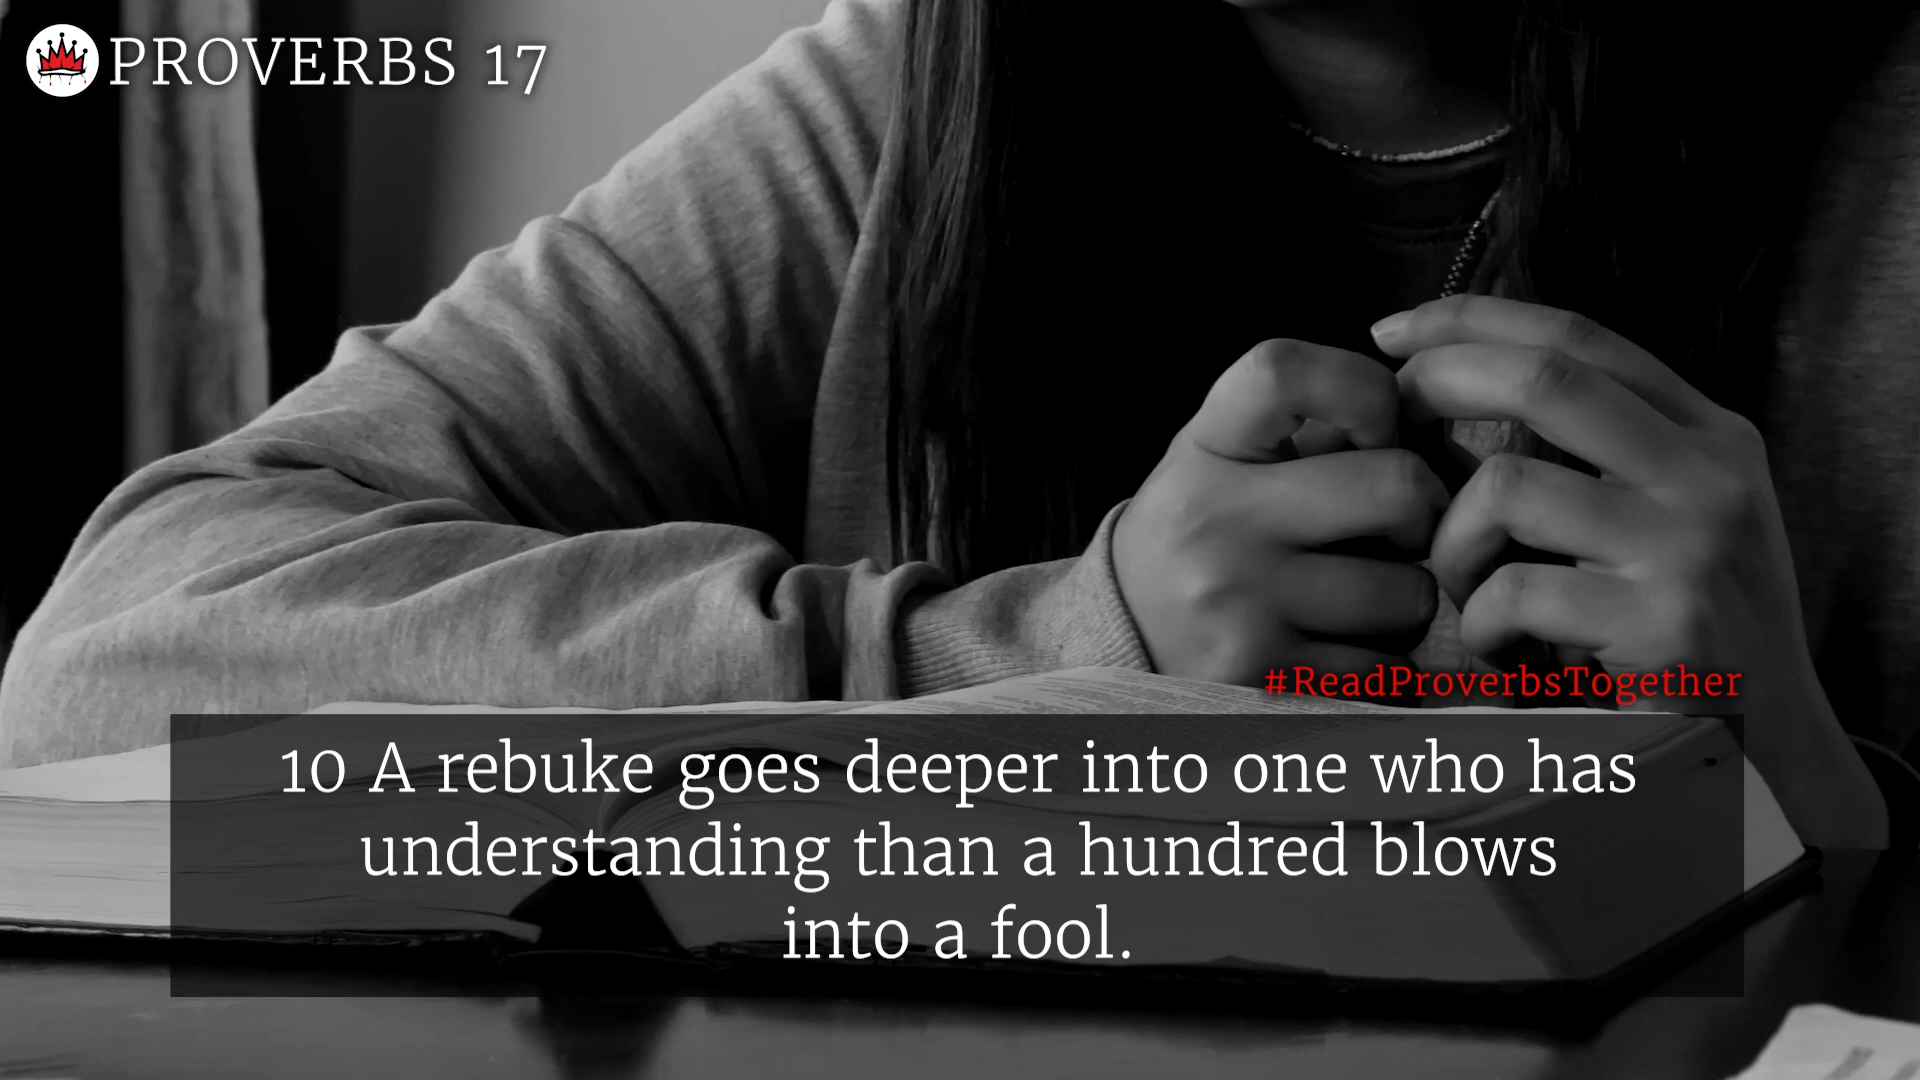 PROVERBS 17
#ReadProverbsTogether
10 A rebuke goes deeper into one who has
understanding than a hundred blows
into a fool.